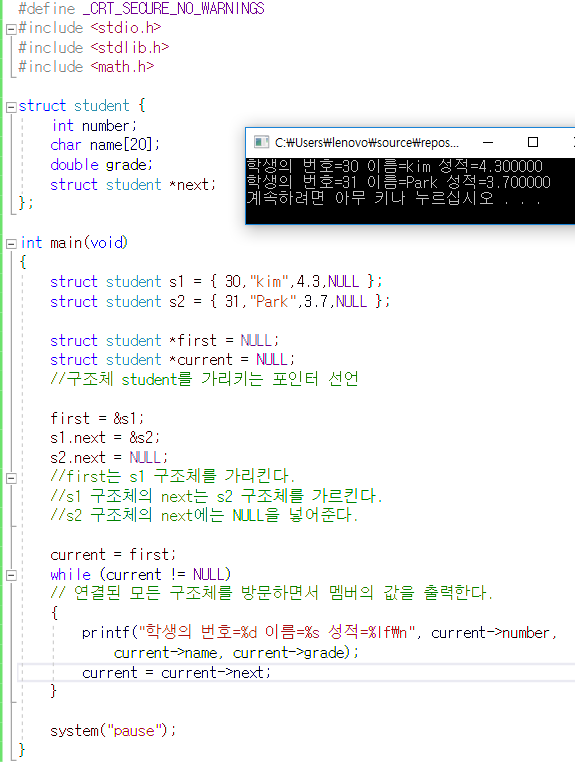 #define _CRT_SECURE_NO_WARNINGS
#include <stdio.h>
#include <stdlib.h>
#include <math.h>
struct student {
int number;
char name[20];
double grade;
struct student *next;
};
C:₩Users₩lenovo₩source₩repos...
학생의 번호=30 이름=kim 성적=4.300000
학생의 번호=31 이름=Park 성적=3.700000
계속하려면 아무 키나 누르십시오 . . .
int main(void)
{
struct student s1 = { 30,"kim",4.3,NULL };
struct student s2 = { 31,"Park",3.7,NULL };
struct student *first = NULL;
struct student *current = NULL;
//구조체 student를 가리키는 포인터 선언
first = &s1;
s1.next = &s2;
s2.next = NULL;
//first는 s1 구조체를 가리킨다.
//s1 구조체의 next는 s2 구조체를 가르킨다.
//s2 구조체의 next에는 NULL을 넣어준다.
current = first;
while (current != NULL)
// 연결된 모든 구조체를 방문하면서 멤버의 값을 출력한다.
{
printf("학생의 번호=%d 이름=%s 성적=%lf₩n", current->number,
current->name, current->grade);
current = current->next;
}
system("pause");
}